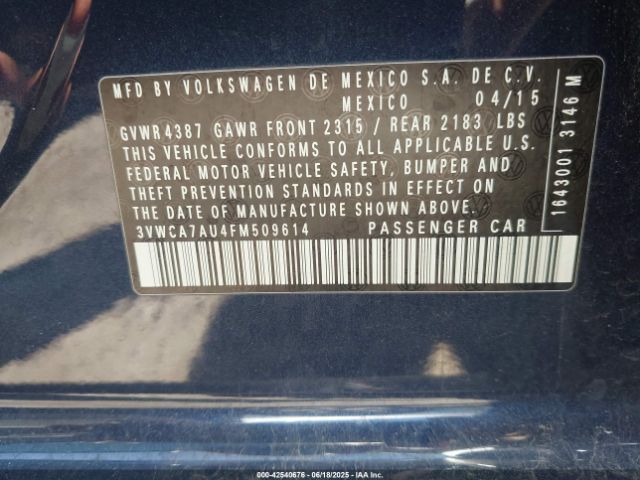 MFD BY VOLKSWAGEN DE MEXICO S.A. DE C.V.
MEXICO 04/15
GVWR 4387 GAWR FRONT 2315 / REAR 2183 LBS
THIS VEHICLE CONFORMS TO ALL APPLICABLE U.S.
FEDERAL MOTOR VEHICLE SAFETY, BUMPER AND
THEFT PREVENTION STANDARDS IN EFFECT ON
THE DATE OF MANUFACTURE SHOWN ABOVE.
3VWCA7AU4FM509614 PASSENGER CAR
1643001 3146 M
000-42540676 - 06/18/2025 - IAA Inc.